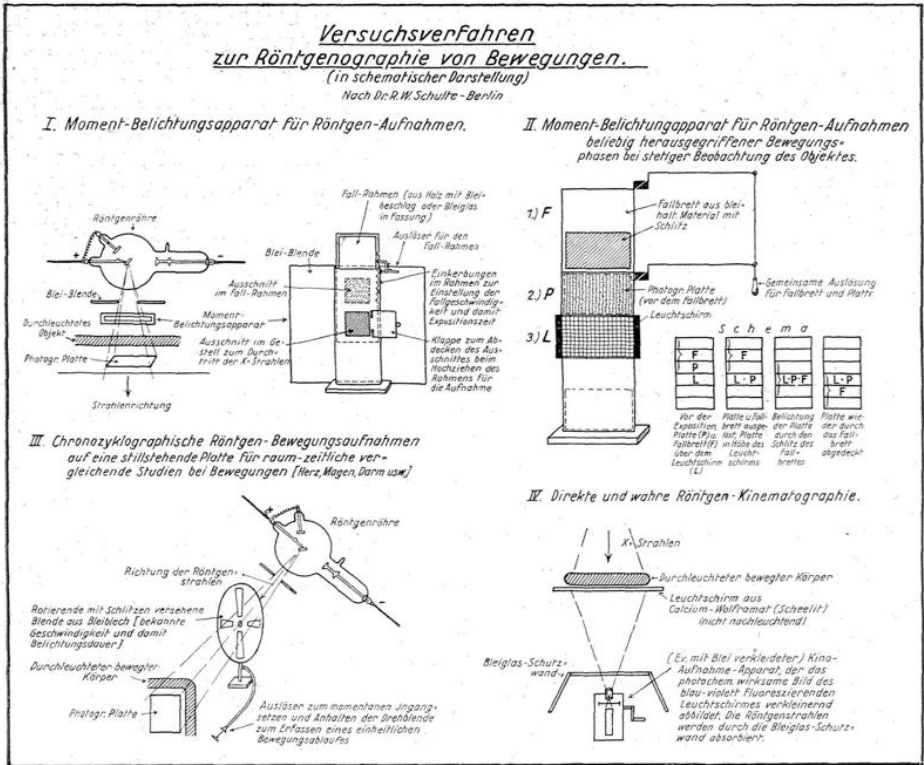 Versuchsverfahren
zur Röntgenographie von Bewegungen.
(in schematischer Darstellung)
Nach Dr. R. W. Schulte - Berlin
I. Moment-Belichtungsapparat für Röntgen-Aufnahmen.
Röntgenröhre
+
-
Blei-Blende
Durchleuchtetes
Objekt
Moment-
Belichtungsapparat
Photogr. Platte
Strahlenrichtung
Fall-Rahmen (aus Holz mit Blei-
beschlag oder Bleiglas
in Fassung)
Auslöser für den
Fall-Rahmen
Blei-Blende
Ausschnitt
im Fall-Rahmen
Einkerbungen
im Rahmen zur
Einstellung der
Fallgeschwindig-
keit und damit
Expositionszeit
Ausschnitt im Ge-
stell zum Durch-
tritt der X-Strahlen
Klappe zum Ab-
decken des Aus-
schnittes beim
Hochziehen des
Rahmens für
die Aufnahme
II. Moment-Belichtungapparat für Röntgen-Aufnahmen
beliebig herausgegriffener Bewegungs-
phasen bei stetiger Beobachtung des Objektes.
1.) F
Fallbrett aus blei-
halt. Material mit
Schlitz
2.) P
Photogr. Platte
(vor dem Fallbrett)
Gemeinsame Auslösung
für Fallbrett und Platte
3.) L
Leuchtschirm
Schema
F
P
L
F
L-P
L-P-F
L-P
F
Vor der
Exposition
Platte (P) u.
Fallbrett (F)
über dem
Leuchtschirm
(L)
Platte u. Fall-
brett ausge-
löst; Platte
in Höhe des
Leucht-
schirms
Belichtung
der Platte
durch den
Schlitz des
Fall-
brettes
Platte wie-
der durch
das Fall-
brett
abgedeckt
III. Chronozyklographische Röntgen-Bewegungsaufnahmen
auf eine stillstehende Platte für raum-zeitliche ver-
gleichende Studien bei Bewegungen [Herz, Magen, Darm usw.]
+
Röntgenröhre
-
Richtung der Röntgen-
strahlen
Rotierende mit Schlitzen versehene
Blende aus Bleiblech [bekannte
Geschwindigkeit und damit
Belichtungsdauer]
Durchleuchteter bewegter
Körper
Photogr. Platte
Auslöser zum momentanen Jngang-
setzen und Anhalten der Drehblende
zum Erfassen eines einheitlichen
Bewegungsablaufes
IV. Direkte und wahre Röntgen-Kinematographie.
X-Strahlen
Durchleuchteter bewegter Körper
Leuchtschirm aus
Calcium-Wolframat (Scheelit)
(nicht nachleuchtend)
Bleiglas-Schutz-
wand
(Ev. mit Blei verkleideter) Kino-
Aufnahme-Apparat, der das
photochem. wirksame Bild des
blau-violett Fluoreszierenden
Leuchtschirmes verkleinernd
abbildet. Die Röntgenstrahlen
werden durch die Bleiglas-Schutz-
wand absorbiert.